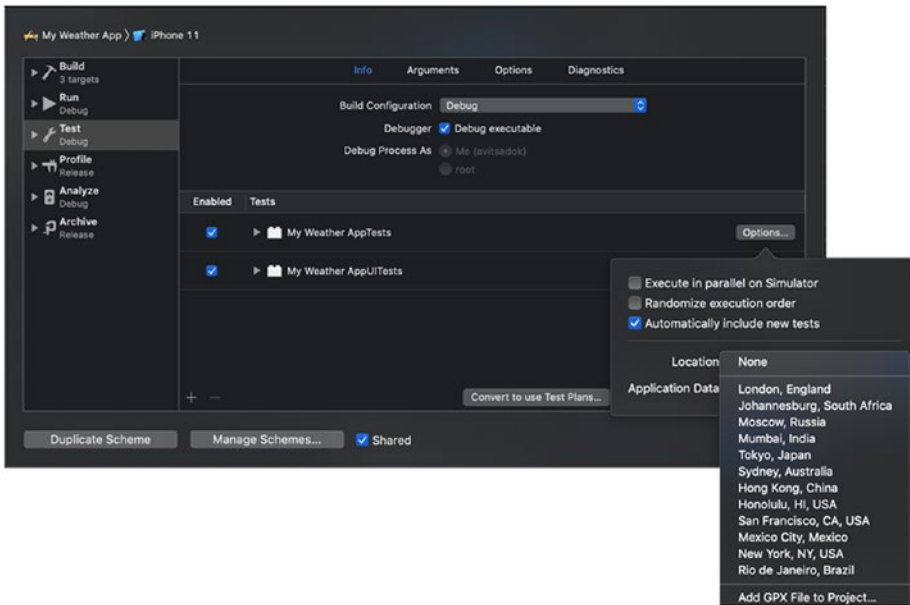 My Weather App › iPhone 11
Build
3 targets
Run
Debug
Test
Debug
Profile
Release
Analyze
Debug
Archive
Release
Info Arguments Options Diagnostics
Build Configuration Debug
Debugger Debug executable
Debug Process As Me (avitsadok)
root
Enabled Tests
My Weather AppTests Options...
My Weather AppUITests
Execute in parallel on Simulator
Randomize execution order
Automatically include new tests
Location None
Application Data
London, England
Johannesburg, South Africa
Moscow, Russia
Mumbai, India
Tokyo, Japan
Sydney, Australia
Hong Kong, China
Honolulu, HI, USA
San Francisco, CA, USA
Mexico City, Mexico
New York, NY, USA
Rio de Janeiro, Brazil
Add GPX File to Project...
+ − Convert to use Test Plans...
Duplicate Scheme Manage Schemes... Shared